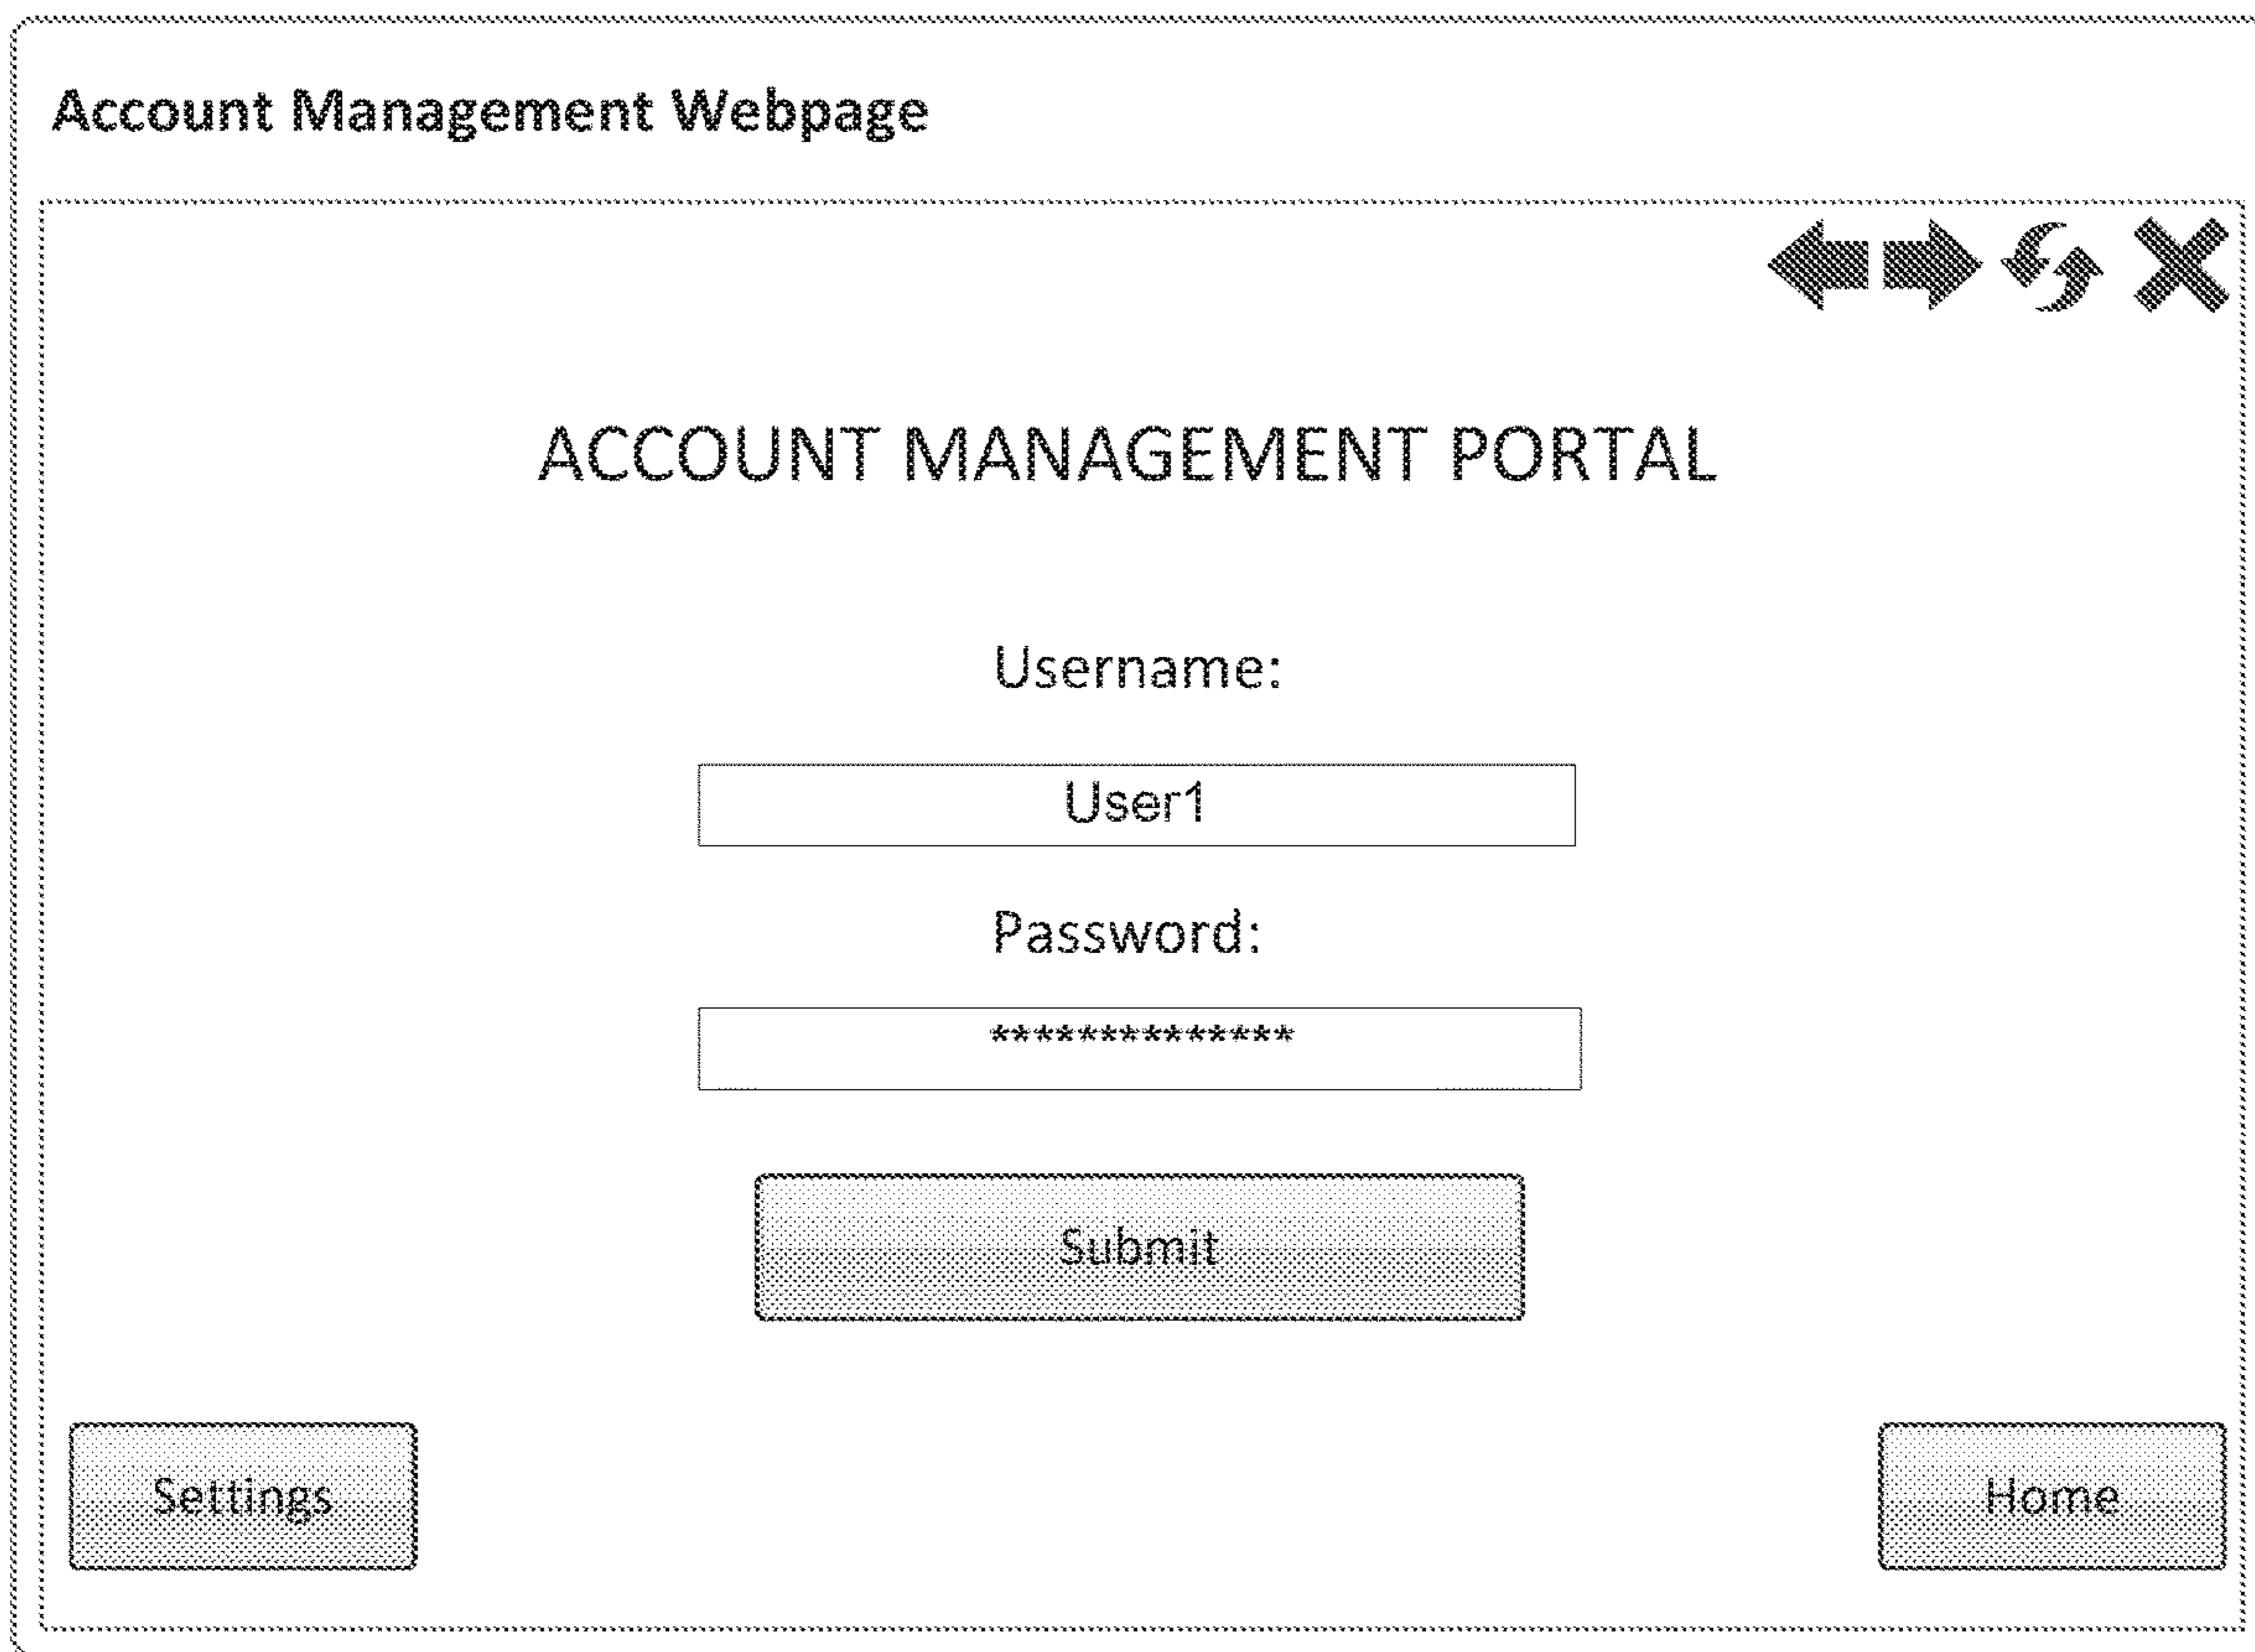 Account Management Webpage
ACCOUNT MANAGEMENT PORTAL
Username:
User1
Password:
**************
Submit
Settings
Home